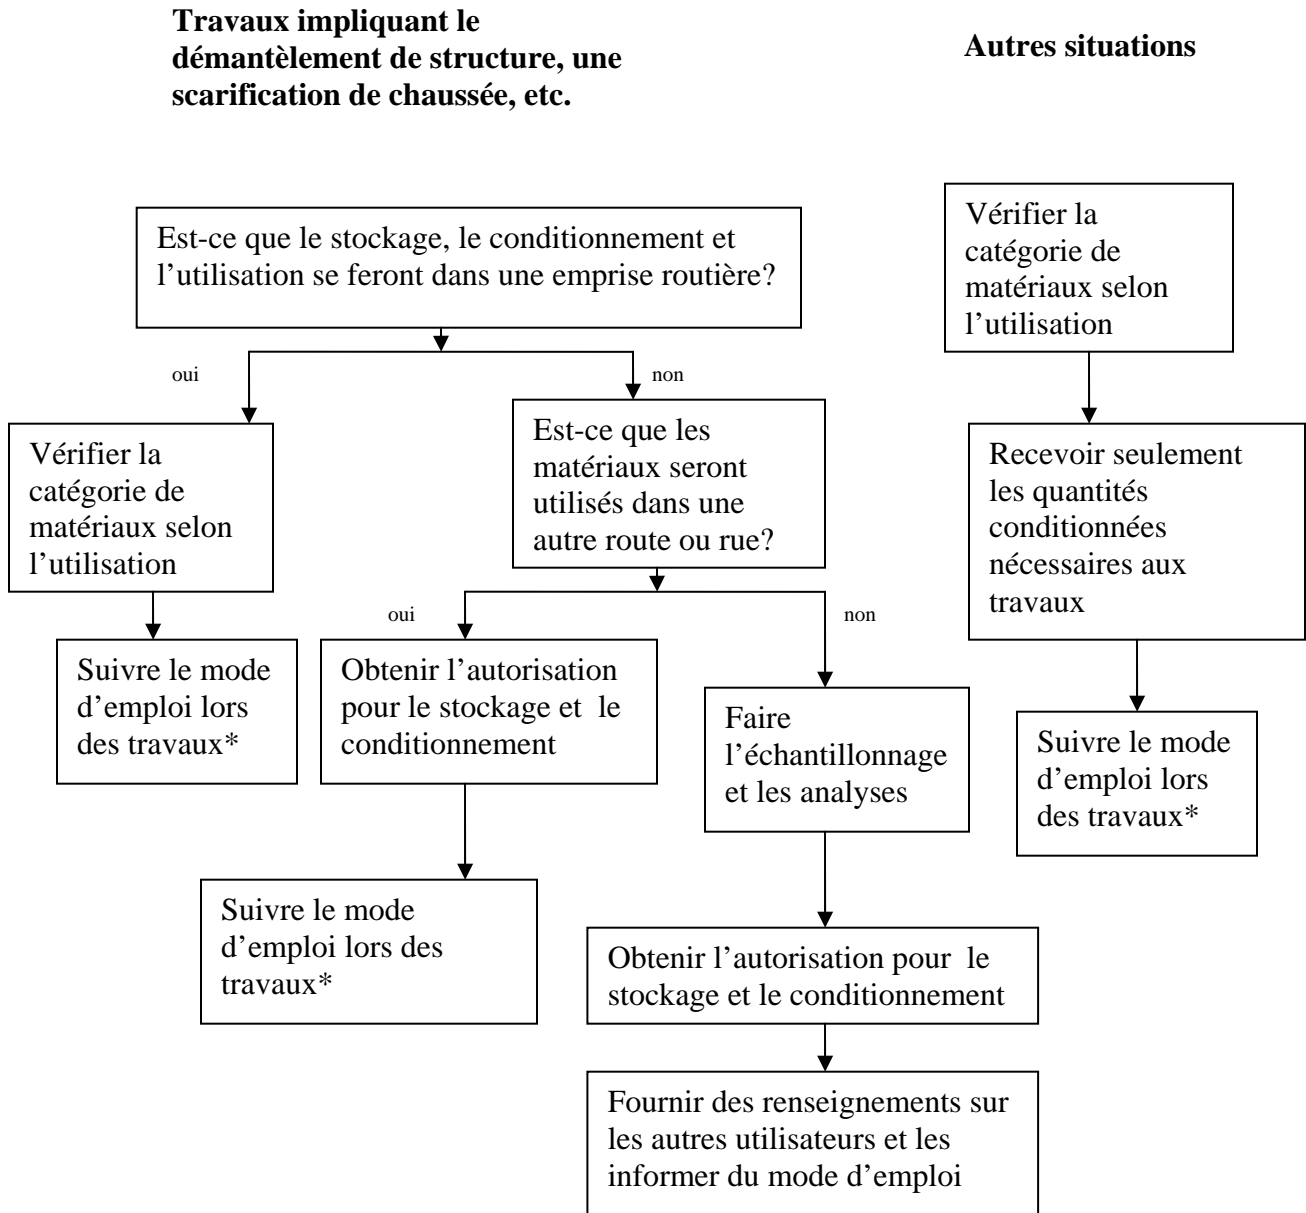 Travaux impliquant le
démantèlement de structure, une
scarification de chaussée, etc.
Autres situations
Est-ce que le stockage, le conditionnement et
l’utilisation se feront dans une emprise routière?
Vérifier la
catégorie de
matériaux selon
l’utilisation
oui
non
Vérifier la
catégorie de
matériaux selon
l’utilisation
Est-ce que les
matériaux seront
utilisés dans une
autre route ou rue?
Recevoir seulement
les quantités
conditionnées
nécessaires aux
travaux
oui
non
Suivre le mode
d’emploi lors
des travaux*
Obtenir l’autorisation
pour le stockage et le
conditionnement
Faire
l’échantillonnage
et les analyses
Suivre le mode
d’emploi lors
des travaux*
Suivre le mode
d’emploi lors des
travaux*
Obtenir l’autorisation pour le
stockage et le conditionnement
Fournir des renseignements sur
les autres utilisateurs et les
informer du mode d’emploi